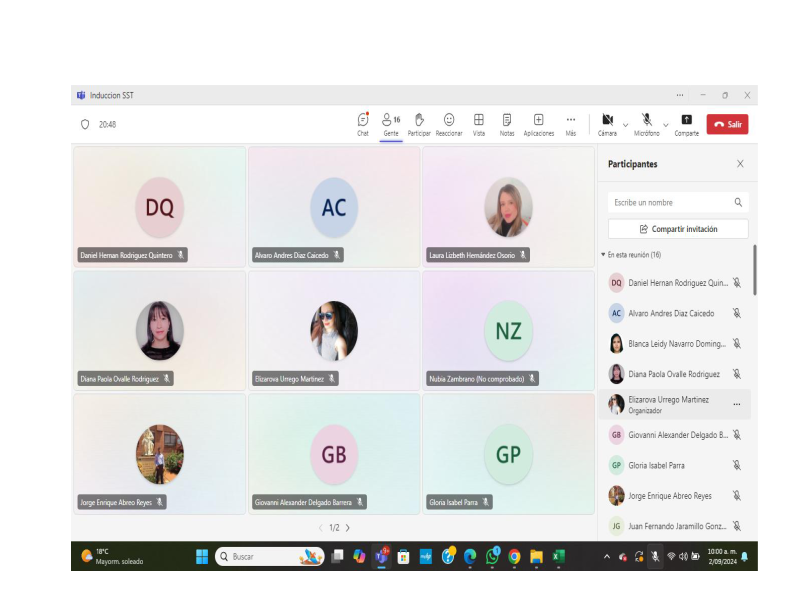 Induccion SST
20:48
Chat
16
Gente
Participar
Reaccionar
Vista
Notas
Aplicaciones
Más
Cámara
Micrófono
Comparte
Salir
DQ
Daniel Hernan Rodriguez Quintero
AC
Alvaro Andres Diaz Caicedo
Laura Lizbeth Hernández Osorio
Diana Paola Ovalle Rodriguez
Elizarova Urrego Martinez
NZ
Nubia Zambrano (No comprobado)
Jorge Enrique Abreo Reyes
GB
Giovanni Alexander Delgado Barrera
GP
Gloria Isabel Parra
1/2
Participantes
Escribe un nombre
Compartir invitación
En esta reunión (16)
DQ Daniel Hernan Rodriguez Quin...
AC Alvaro Andres Diaz Caicedo
Blanca Leidy Navarro Doming...
Diana Paola Ovalle Rodriguez
Elizarova Urrego Martinez
Organizador
GB Giovanni Alexander Delgado B...
GP Gloria Isabel Parra
Jorge Enrique Abreo Reyes
JG Juan Fernando Jaramillo Gonz...
18°C
Mayorm. soleado
Buscar
10:00 a. m.
2/09/2024